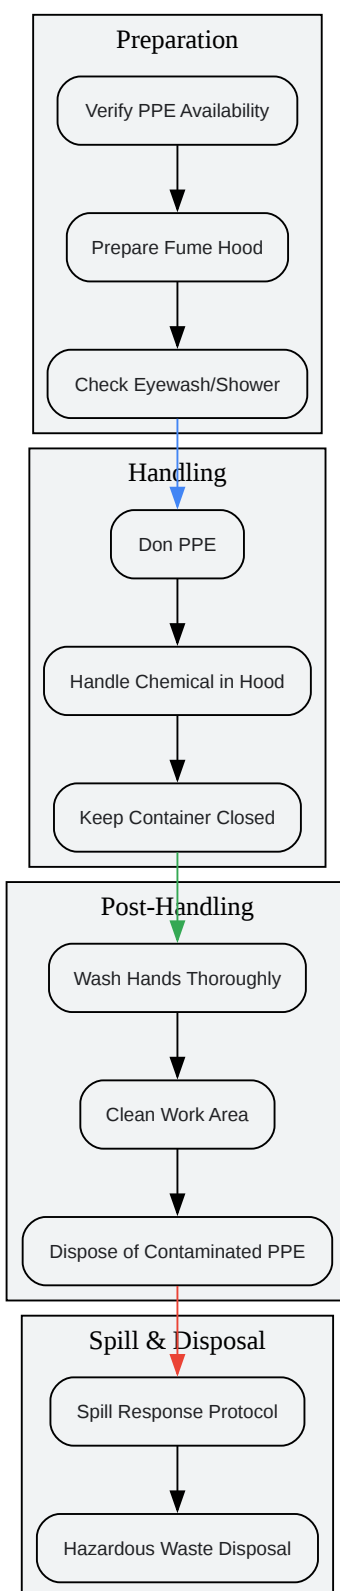 Preparation
Verify PPE Availability
Prepare Fume Hood
Check Eyewash/Shower
Handling
Don PPE
Handle Chemical in Hood
Keep Container Closed
Post-Handling
Wash Hands Thoroughly
Clean Work Area
Dispose of Contaminated PPE
Spill & Disposal
Spill Response Protocol
Hazardous Waste Disposal